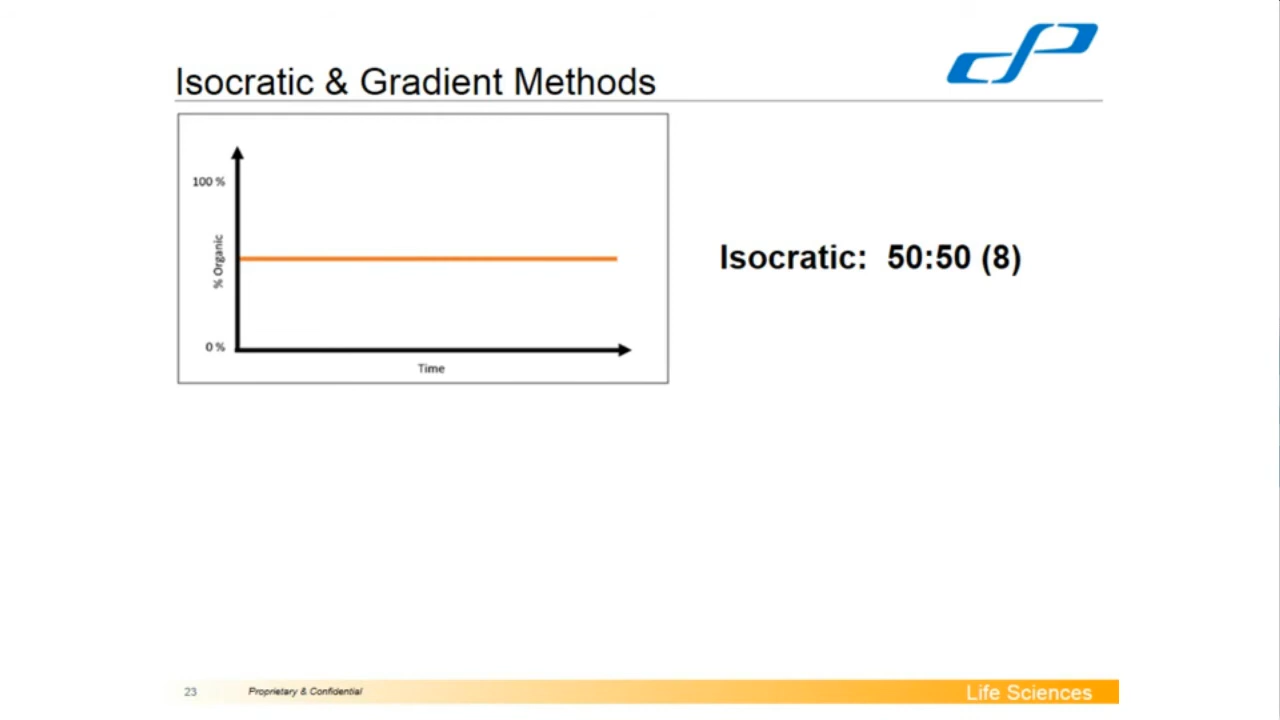 Isocratic & Gradient Methods
100 %
% Organic
0 %
Time
Isocratic:  50:50 (8)
23
Proprietary & Confidential
Life Sciences